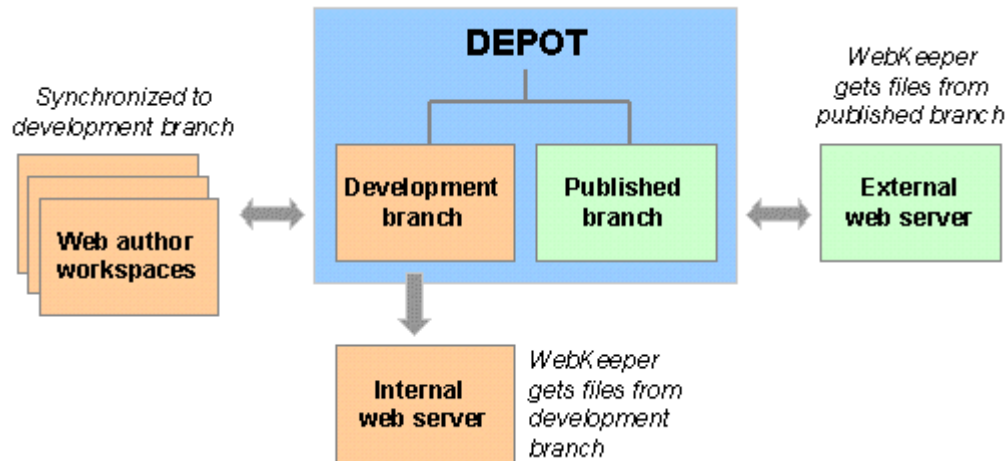 DEPOT
Synchronized to
development branch
WebKeeper
gets files from
published branch
Development
branch
Published
branch
External
web server
Web author
workspaces
Internal
web server
WebKeeper
gets files from
development
branch